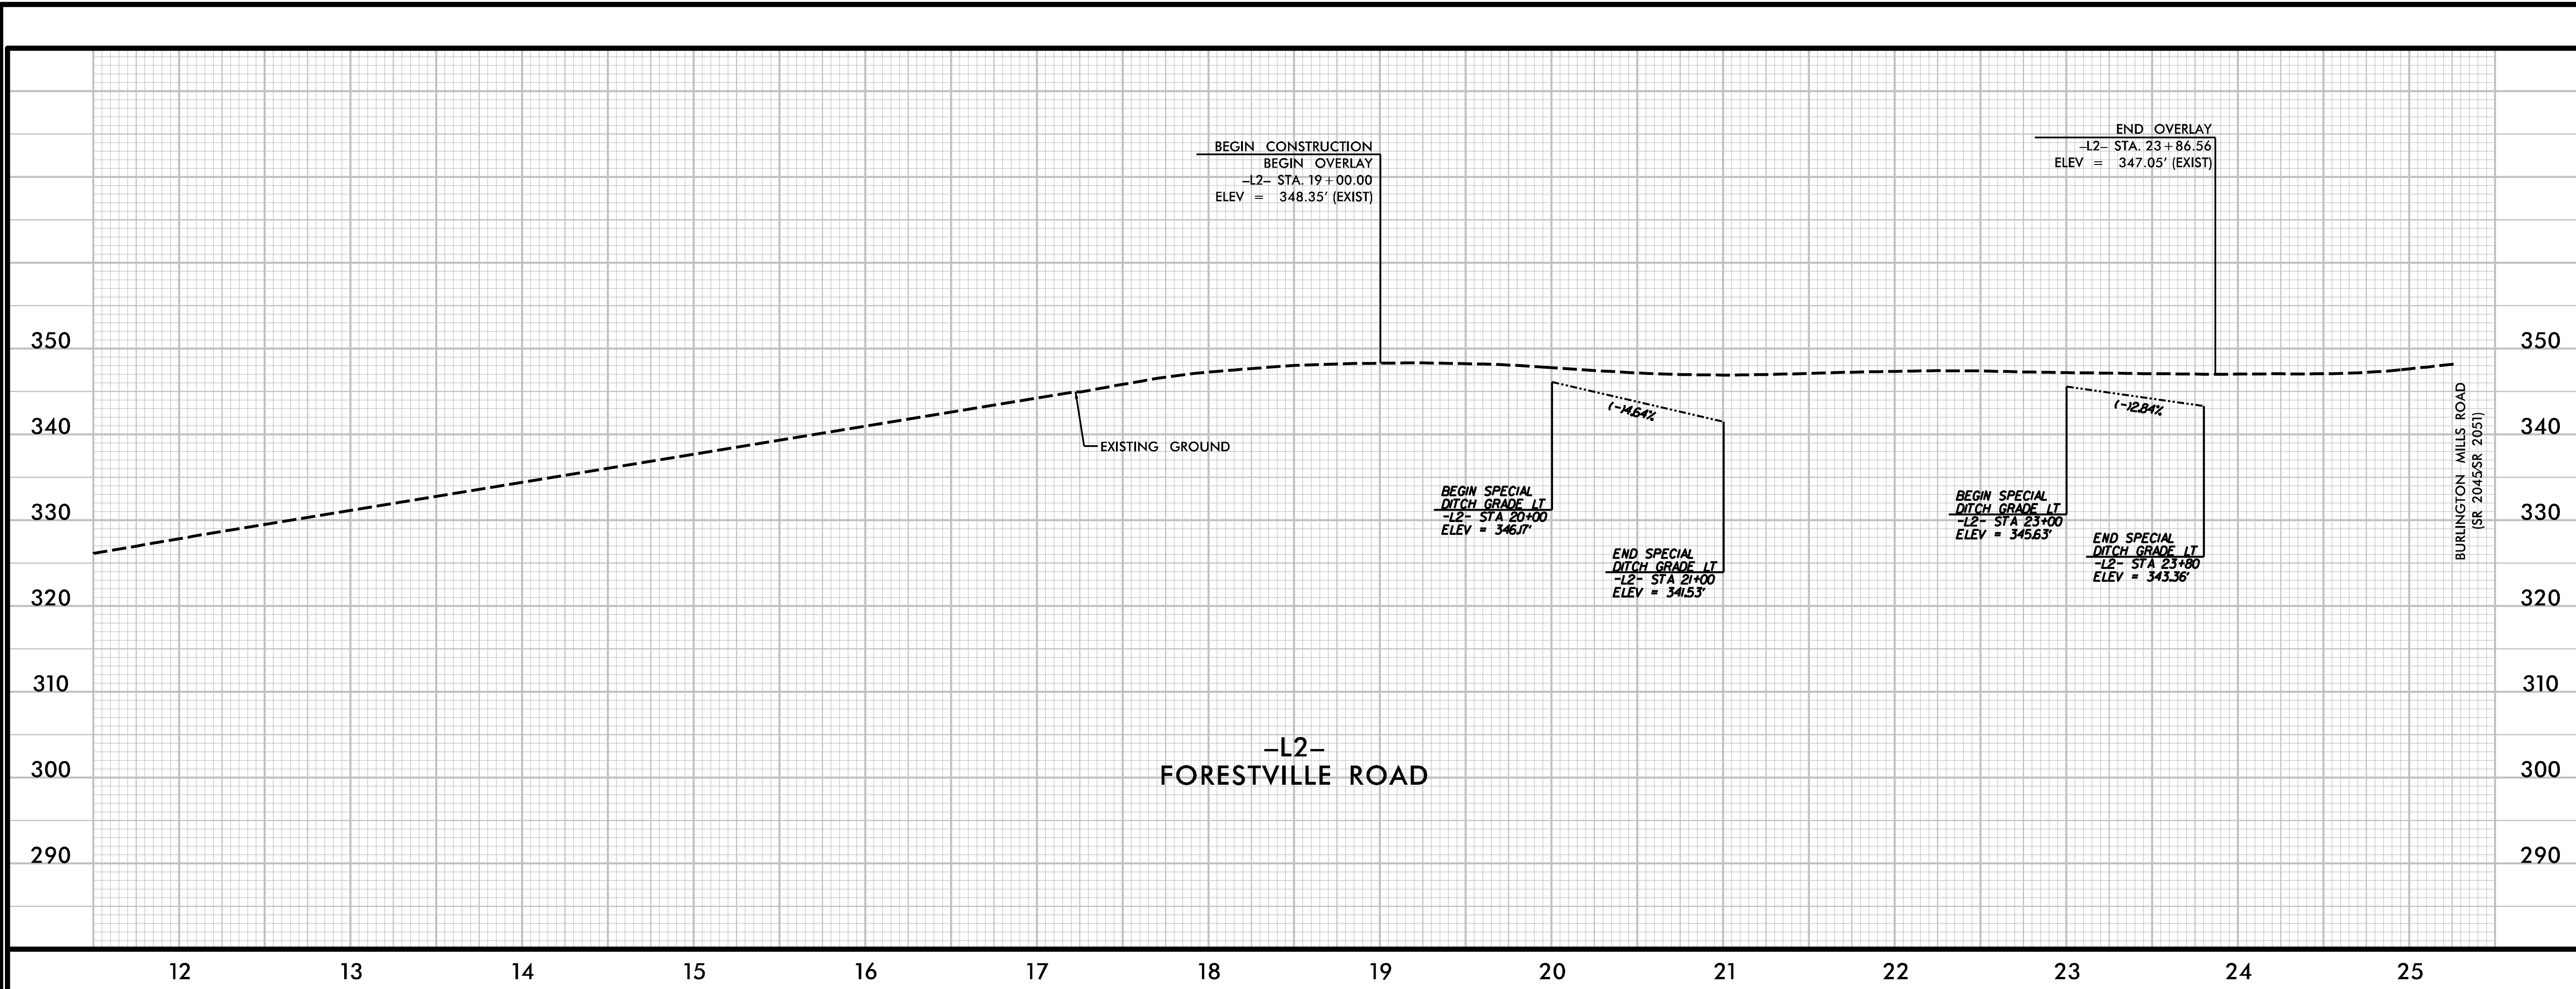 END OVERLAY
–L2– STA. 23+86.56
ELEV = 347.05' (EXIST)
BEGIN CONSTRUCTION
BEGIN OVERLAY
–L2– STA. 19+00.00
ELEV = 348.35' (EXIST)
350
350
340
340
330
330
320
320
310
310
300
300
290
290
EXISTING GROUND
(-)4.64%
(-)2.84%
BEGIN SPECIAL
DITCH GRADE LT
-L2- STA 20+00
ELEV = 346.17'
END SPECIAL
DITCH GRADE LT
-L2- STA 21+00
ELEV = 341.53'
BEGIN SPECIAL
DITCH GRADE LT
-L2- STA 23+00
ELEV = 345.63'
END SPECIAL
DITCH GRADE LT
-L2- STA 23+80
ELEV = 343.36'
BURLINGTON MILLS ROAD
(SR 2045/SR 2051)
–L2–
FORESTVILLE ROAD
12 13 14 15 16 17 18 19 20 21 22 23 24 25